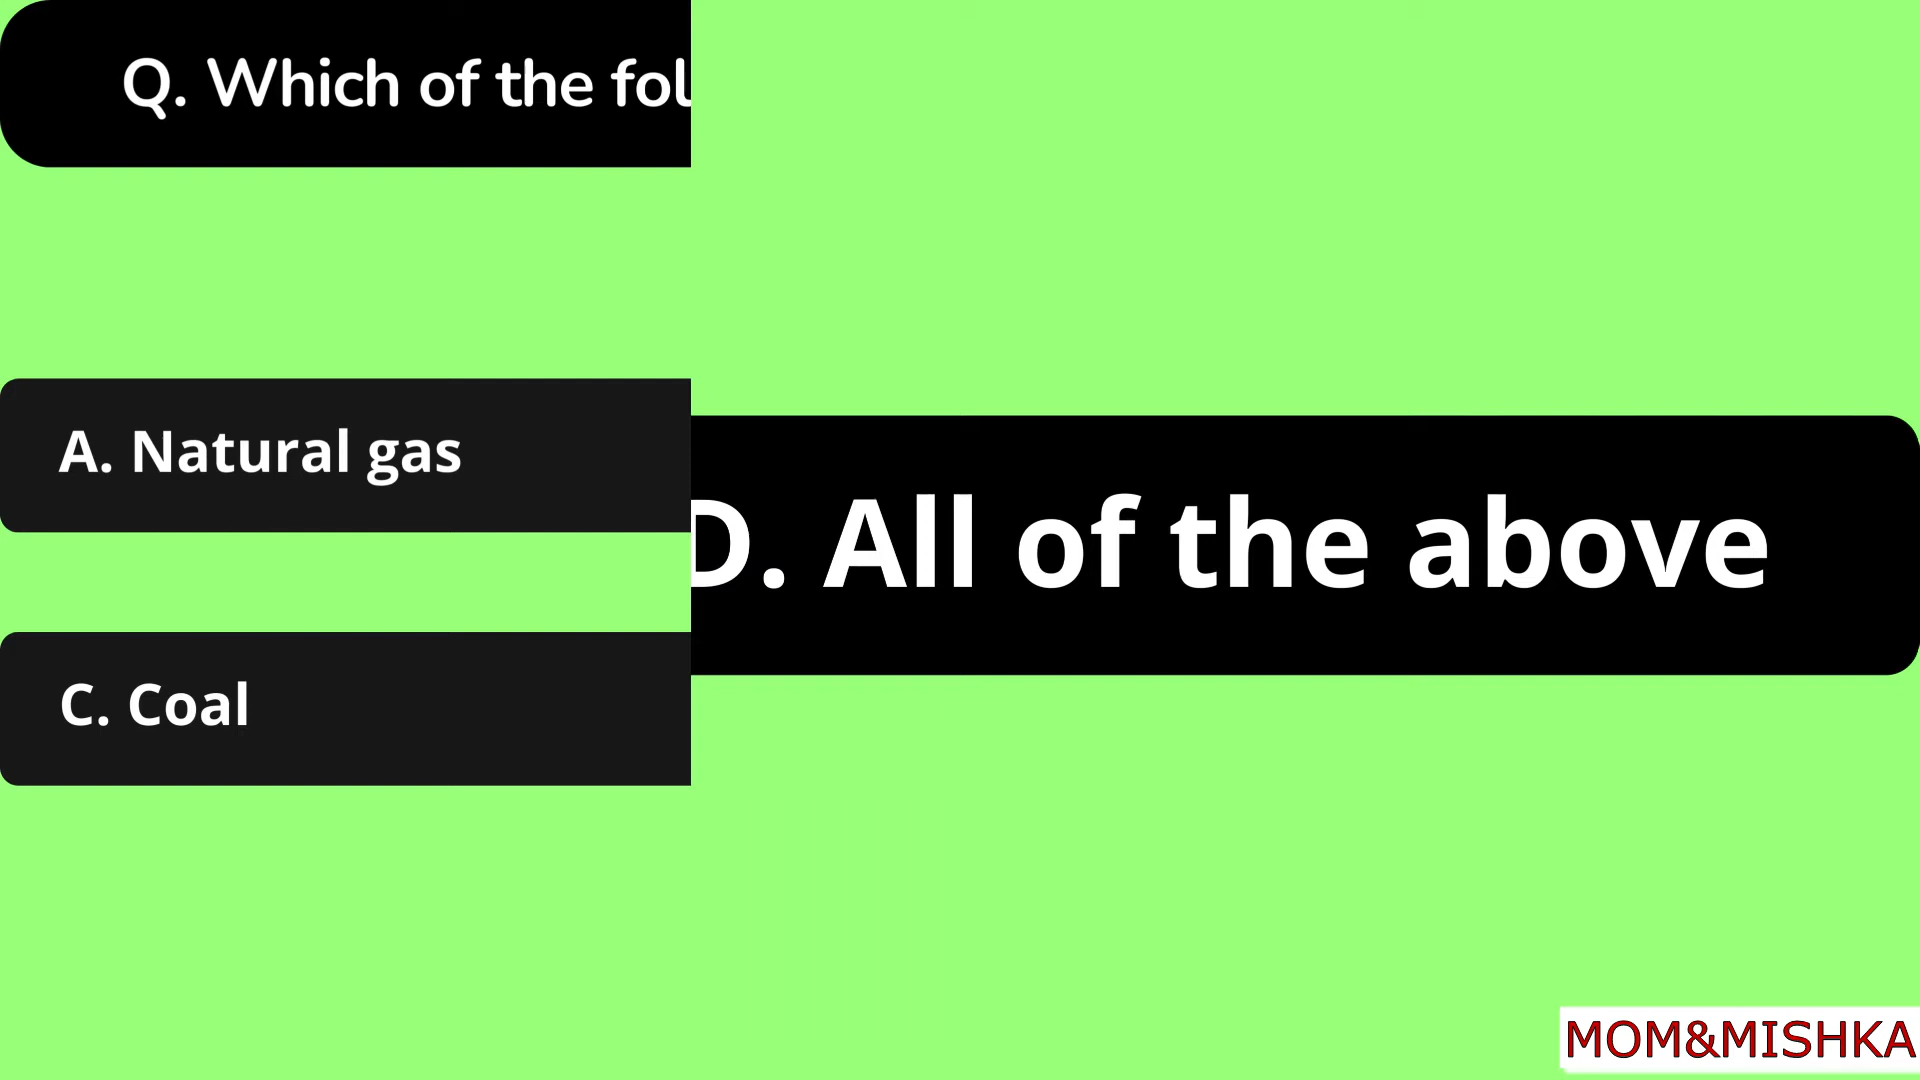 Q. Which of the fol
A. Natural gas
D. All of the above
C. Coal
MOM&MISHKA